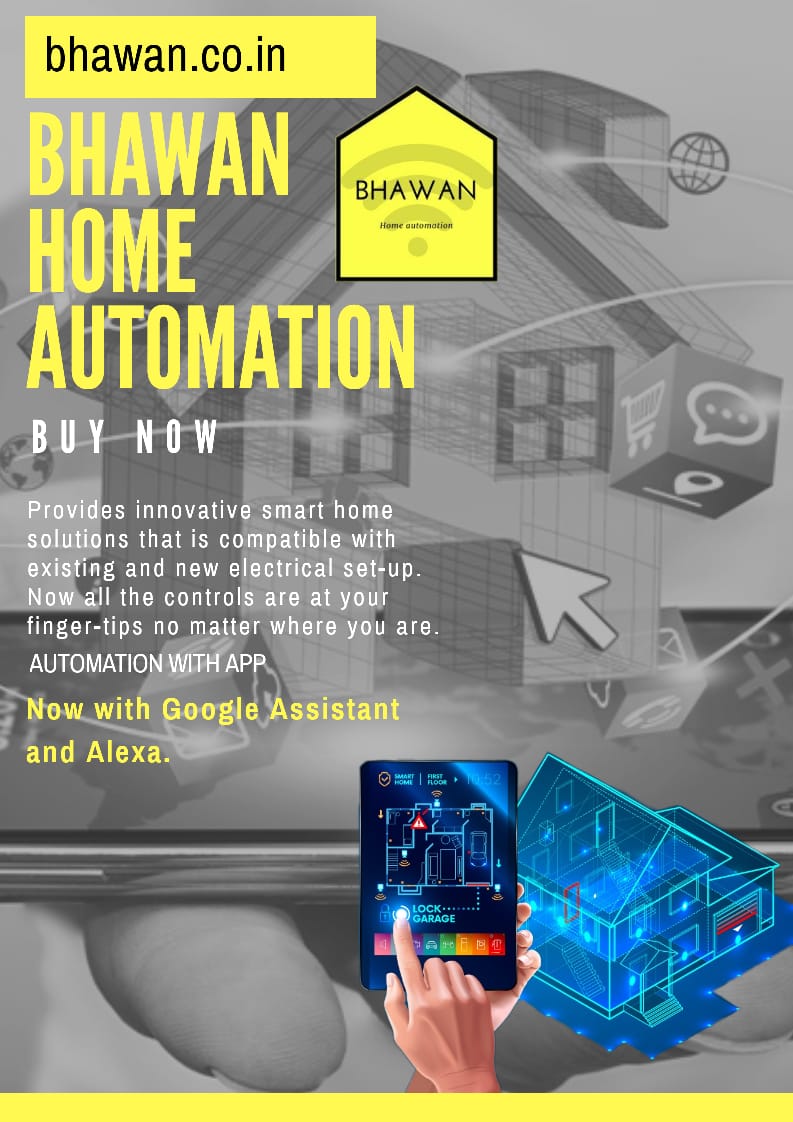 bhawan.co.in
BHAWAN
HOME
AUTOMATION
BHAWAN
Home automation
BUY NOW
Provides innovative smart home
solutions that is compatible with
existing and new electrical set-up.
Now all the controls are at your
finger-tips no matter where you are.
AUTOMATION WITH APP
Now with Google Assistant
and Alexa.
SMART HOME | FIRST FLOOR 10:52
LOCK
GARAGE